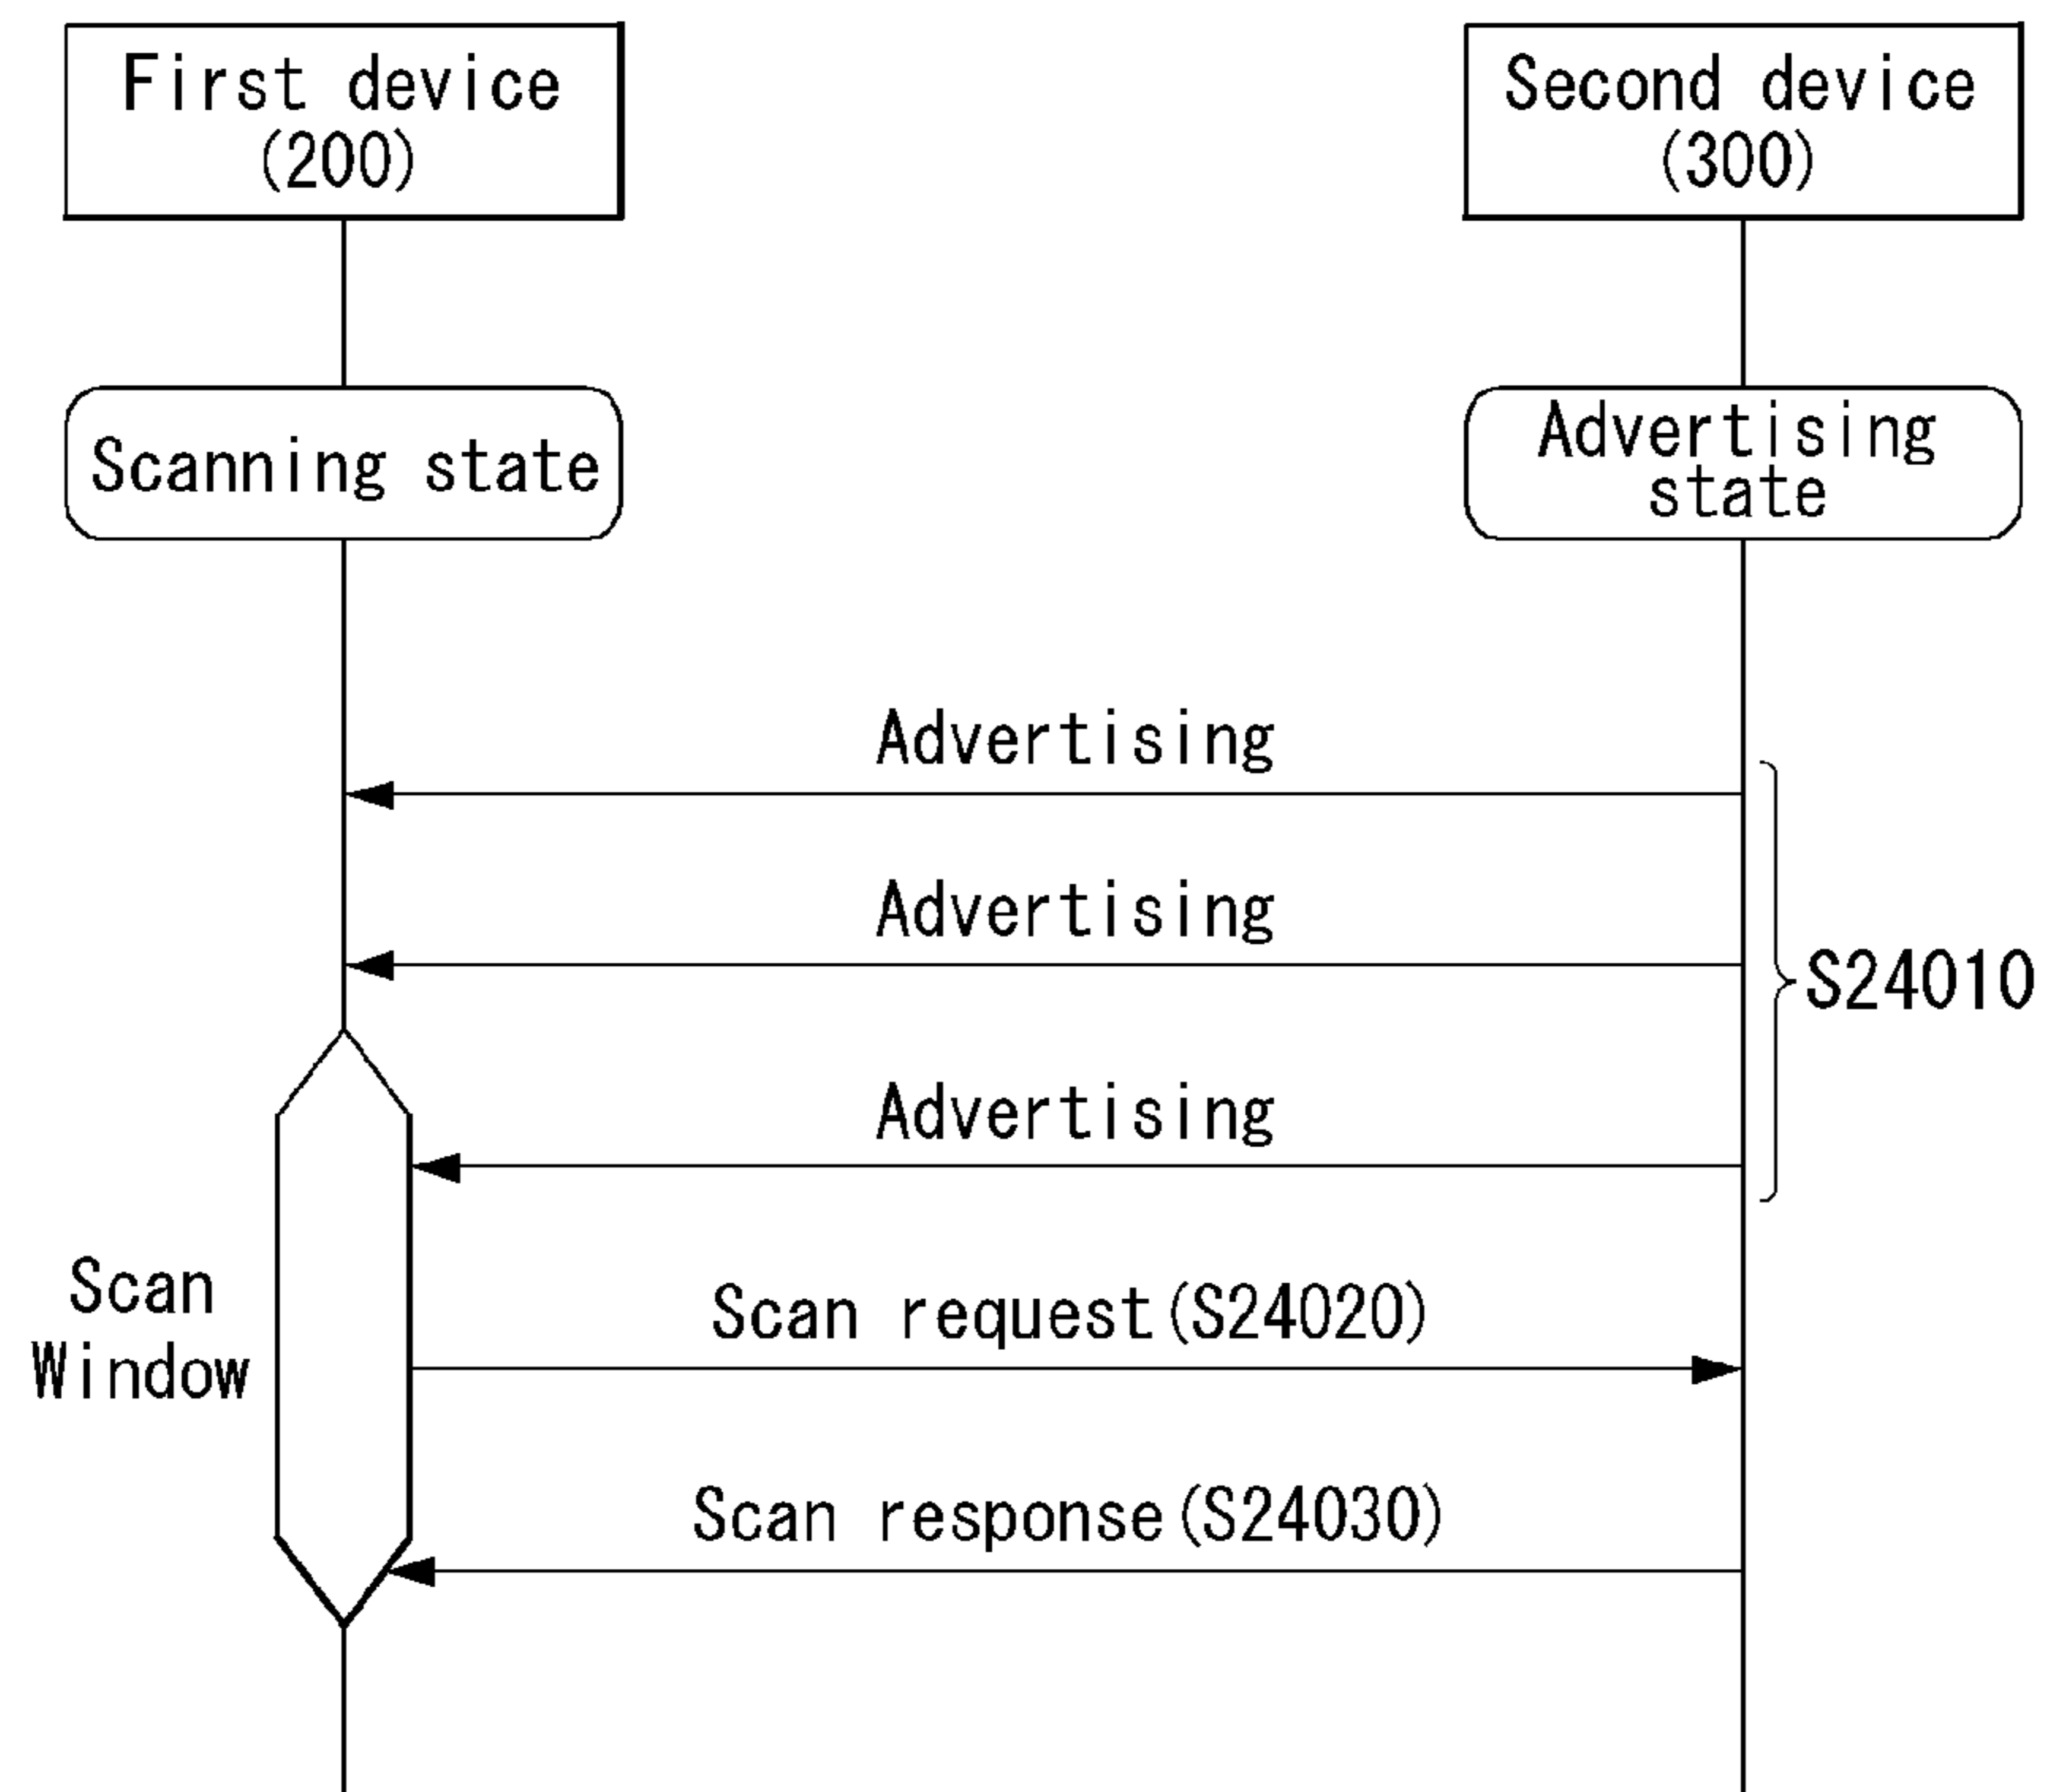 First device
(200)
Second device
(300)
Scanning state
Advertising
state
Advertising
Advertising
S24010
Advertising
Scan
Window
Scan request(S24020)
Scan response(S24030)